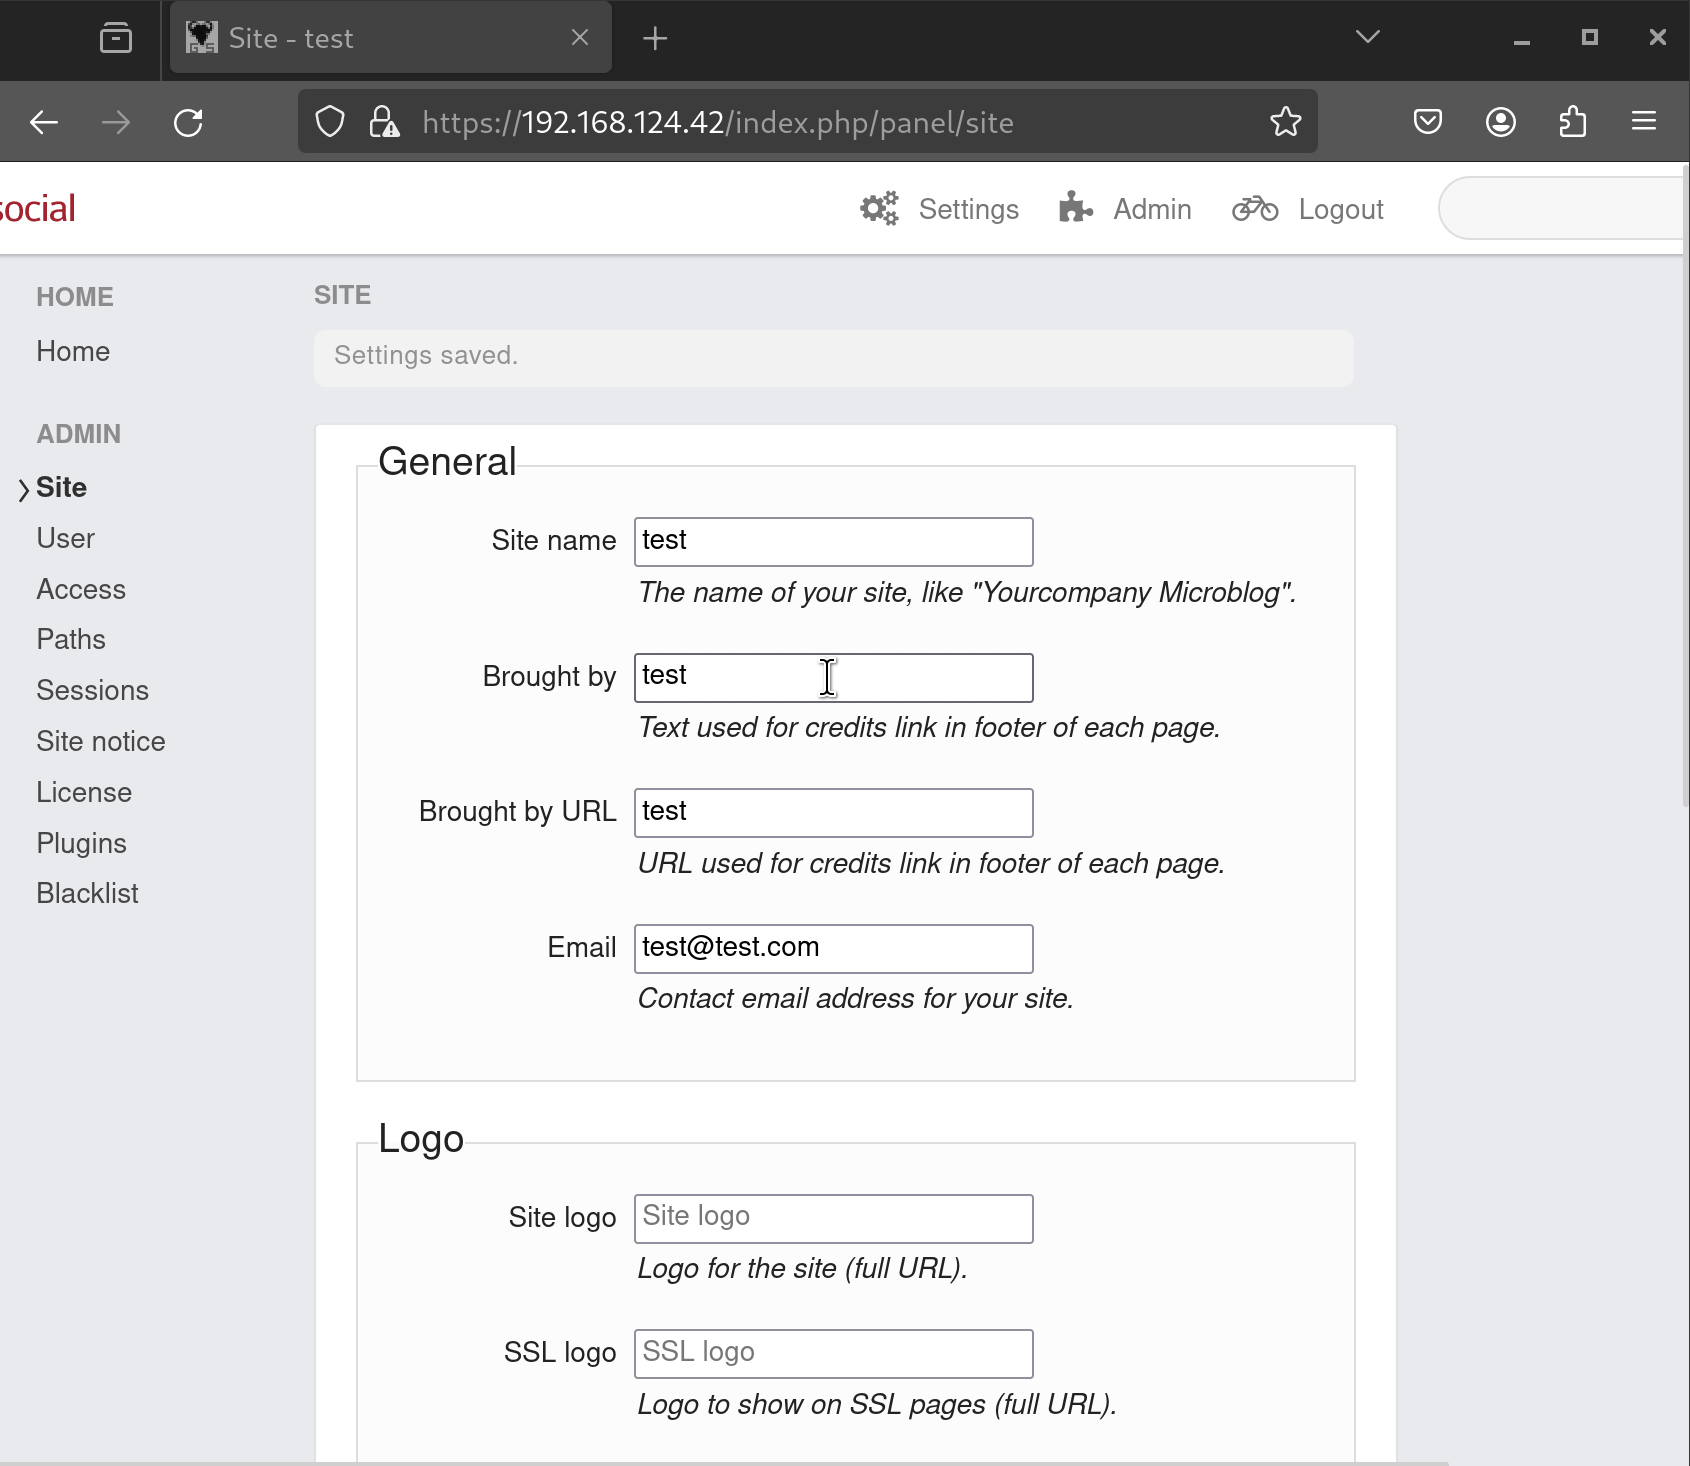 Site - test
https://192.168.124.42/index.php/panel/site
social
Settings
Admin
Logout
HOME
Home
ADMIN
Site
User
Access
Paths
Sessions
Site notice
License
Plugins
Blacklist
SITE
Settings saved.
General
Site name test
The name of your site, like "Yourcompany Microblog".
Brought by test
Text used for credits link in footer of each page.
Brought by URL test
URL used for credits link in footer of each page.
Email test@test.com
Contact email address for your site.
Logo
Site logo Site logo
Logo for the site (full URL).
SSL logo SSL logo
Logo to show on SSL pages (full URL).